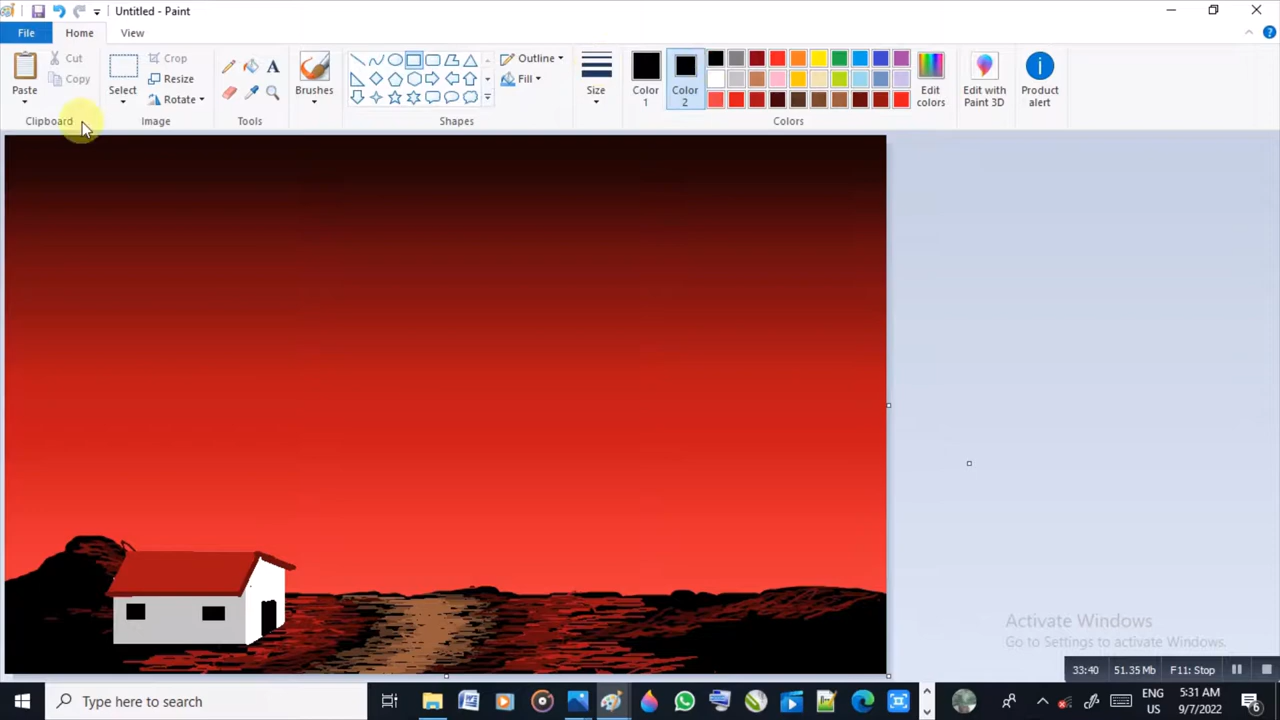 Untitled - Paint
File Home View
Cut
Copy
Paste
Clipboard
Crop
Resize
Rotate
Select
Image
Tools
Brushes
Outline
Fill
Shapes
Size
Color 1
Color 2
Edit colors
Colors
Edit with Paint 3D
Product alert
Activate Windows
Go to Settings to activate Windows.
33:40 51.35 Mb F11: Stop
Type here to search
ENG
US
5:31 AM
9/7/2022
6